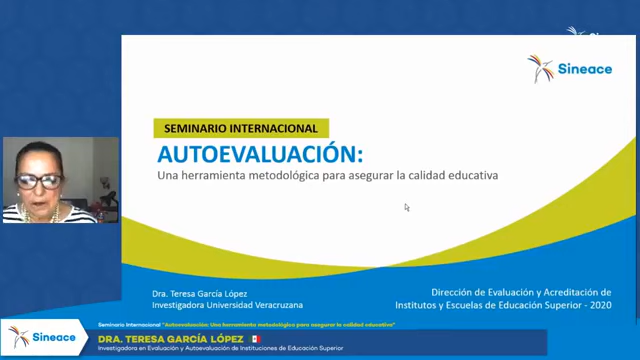 Sineace
SEMINARIO INTERNACIONAL
AUTOEVALUACIÓN:
Una herramienta metodológica para asegurar la calidad educativa
Dra. Teresa García López
Investigadora Universidad Veracruzana
Dirección de Evaluación y Acreditación de
Institutos y Escuelas de Educación Superior - 2020
Sineace
Seminario Internacional "Autoevaluación: Una herramienta metodológica para asegurar la calidad educativa"
DRA. TERESA GARCÍA LÓPEZ
Investigadora en Evaluación y Autoevaluación de Instituciones de Educación Superior